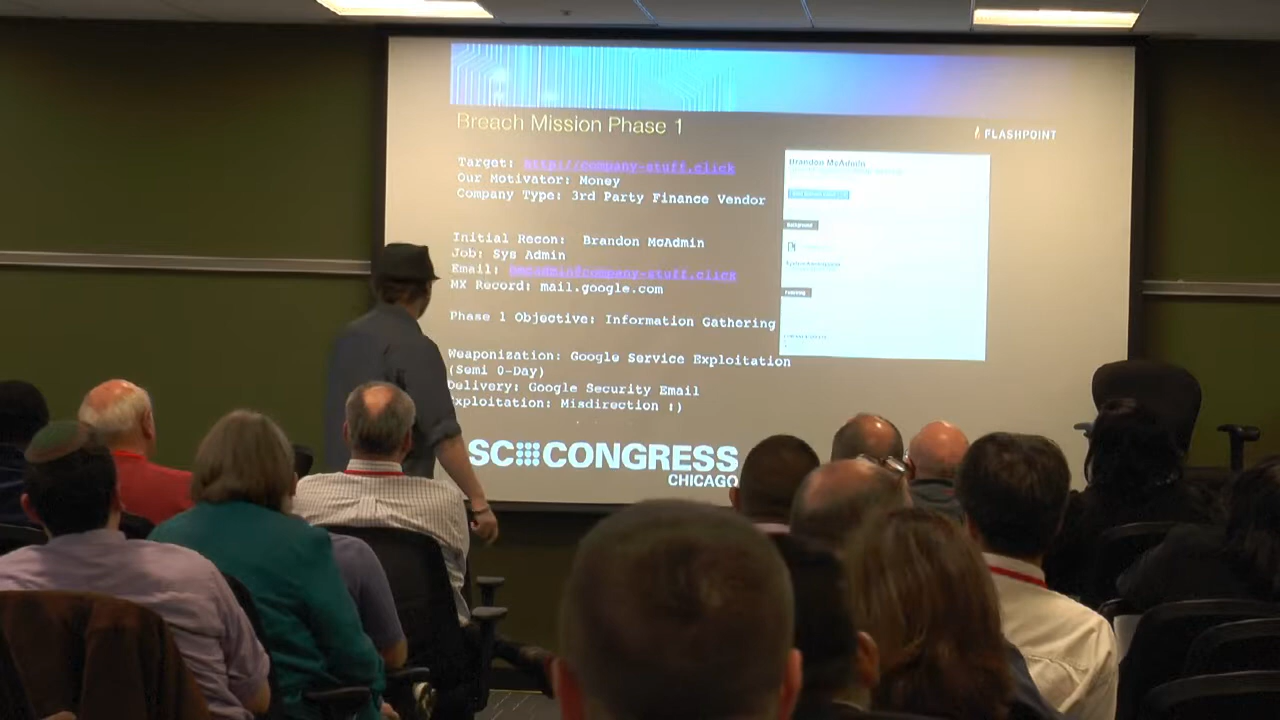 Breach Mission Phase 1
FLASHPOINT
Target: http://company-stuff.click
Our Motivator: Money
Company Type: 3rd Party Finance Vendor
Initial Recon: Brandon McAdmin
Job: Sys Admin
Email: bmcadmin@company-stuff.click
MX Record: mail.google.com
Phase 1 Objective: Information Gathering
Weaponization: Google Service Exploitation
(Semi 0-Day)
Delivery: Google Security Email
Exploitation: Misdirection :)
Brandon McAdmin
Background
SC CONGRESS
CHICAGO